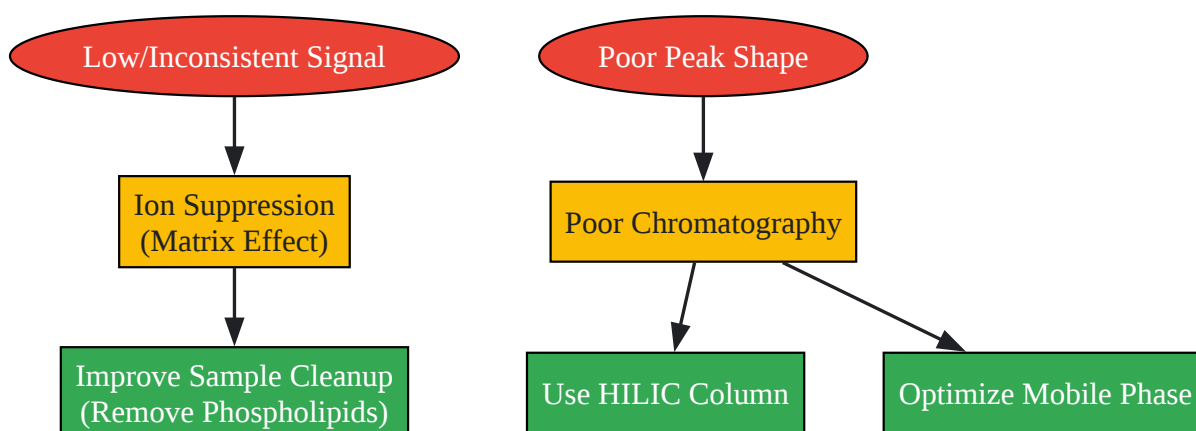 Low/Inconsistent Signal
Poor Peak Shape
Ion Suppression
(Matrix Effect)
Poor Chromatography
Improve Sample Cleanup
(Remove Phospholipids)
Use HILIC Column
Optimize Mobile Phase